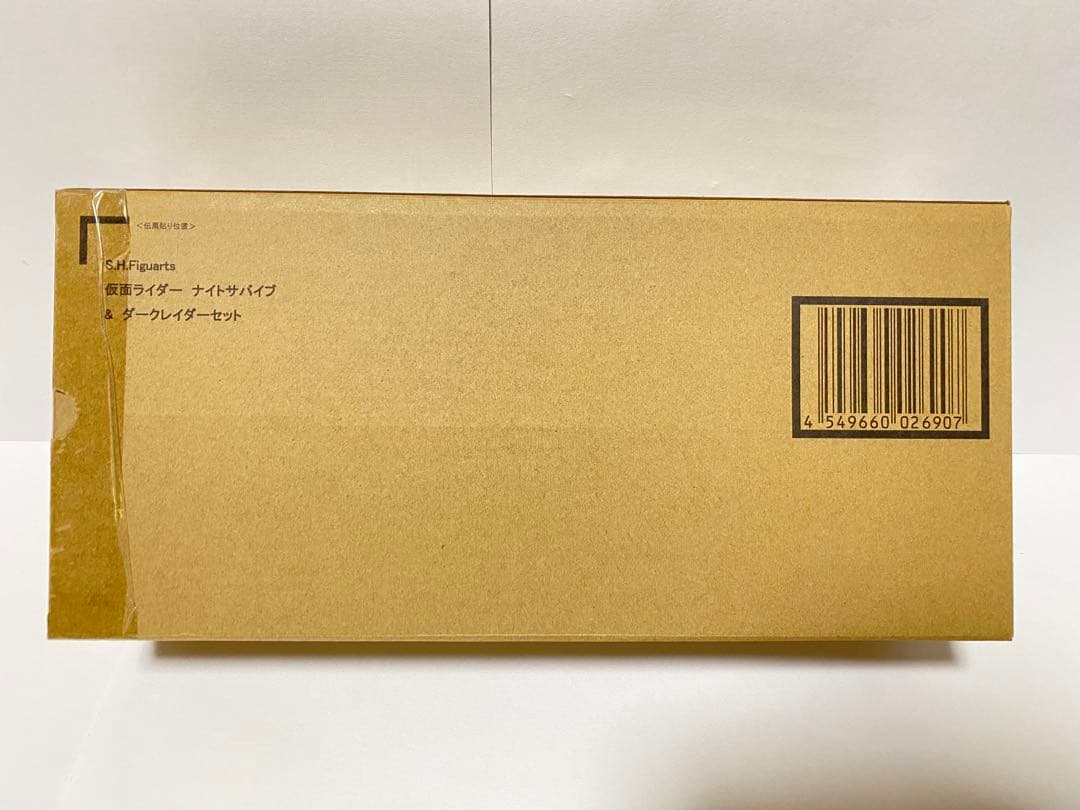 <伝票貼り位置>
S.H.Figuarts
仮面ライダー ナイトサバイブ
& ダークレイダーセット
4 549660 026907